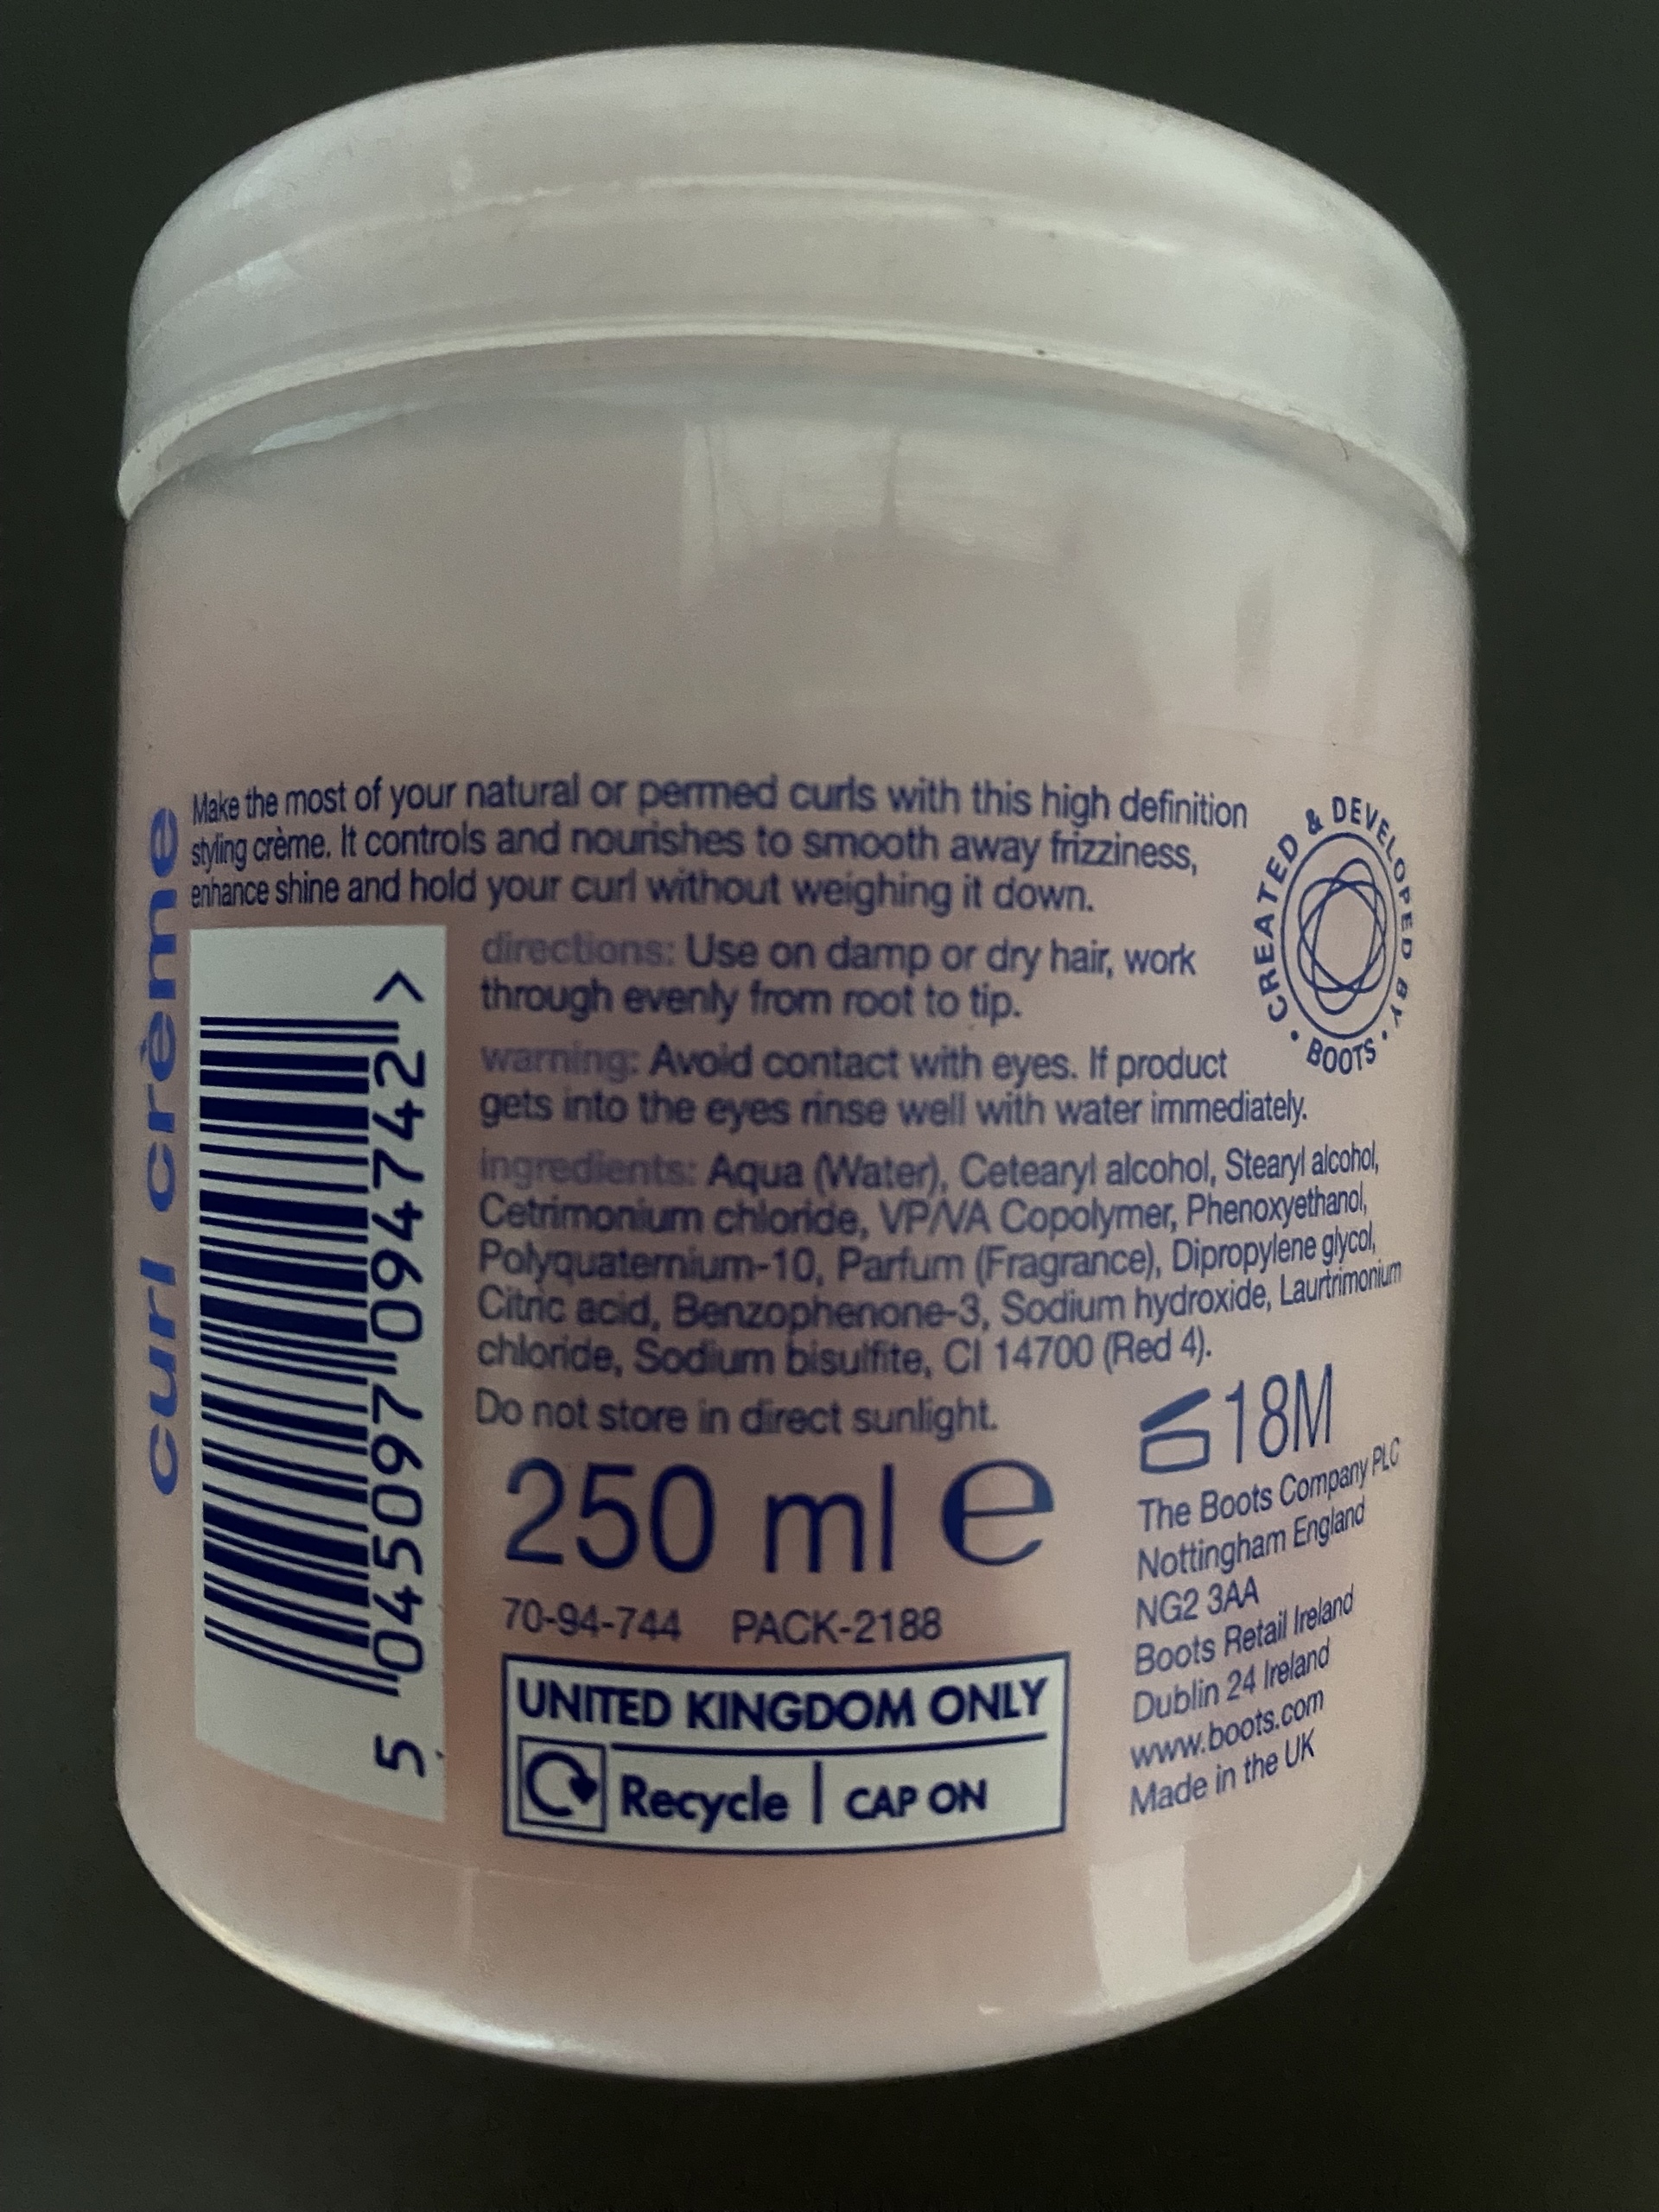 curl crème
Make the most of your natural or permed curls with this high definition
styling crème. It controls and nourishes to smooth away frizziness,
enhance shine and hold your curl without weighing it down.
directions: Use on damp or dry hair, work
through evenly from root to tip.
warning: Avoid contact with eyes. If product
gets into the eyes rinse well with water immediately.
ingredients: Aqua (Water), Cetearyl alcohol, Stearyl alcohol,
Cetrimonium chloride, VP/VA Copolymer, Phenoxyethanol,
Polyquaternium-10, Parfum (Fragrance), Dipropylene glycol,
Citric acid, Benzophenone-3, Sodium hydroxide, Laurtrimonium
chloride, Sodium bisulfite, CI 14700 (Red 4).
Do not store in direct sunlight.
250 ml e
70-94-744 PACK-2188
UNITED KINGDOM ONLY
Recycle | CAP ON
CREATED & DEVELOPED BY
• BOOTS •
18M
The Boots Company PLC
Nottingham England
NG2 3AA
Boots Retail Ireland
Dublin 24 Ireland
www.boots.com
Made in the UK
5 045097 094742 >